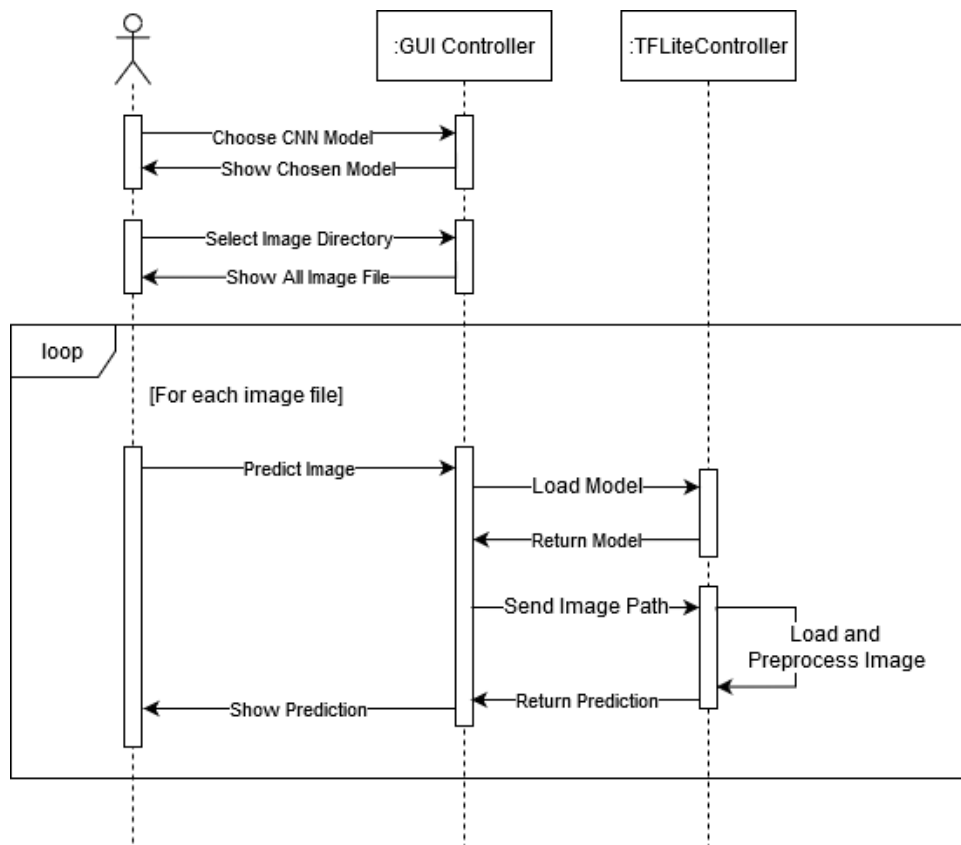 :GUI Controller
:TFLiteController
Choose CNN Model
Show Chosen Model
Select Image Directory
Show All Image File
loop
[For each image file]
Predict Image
Load Model
Return Model
Send Image Path
Load and
Preprocess Image
Return Prediction
Show Prediction